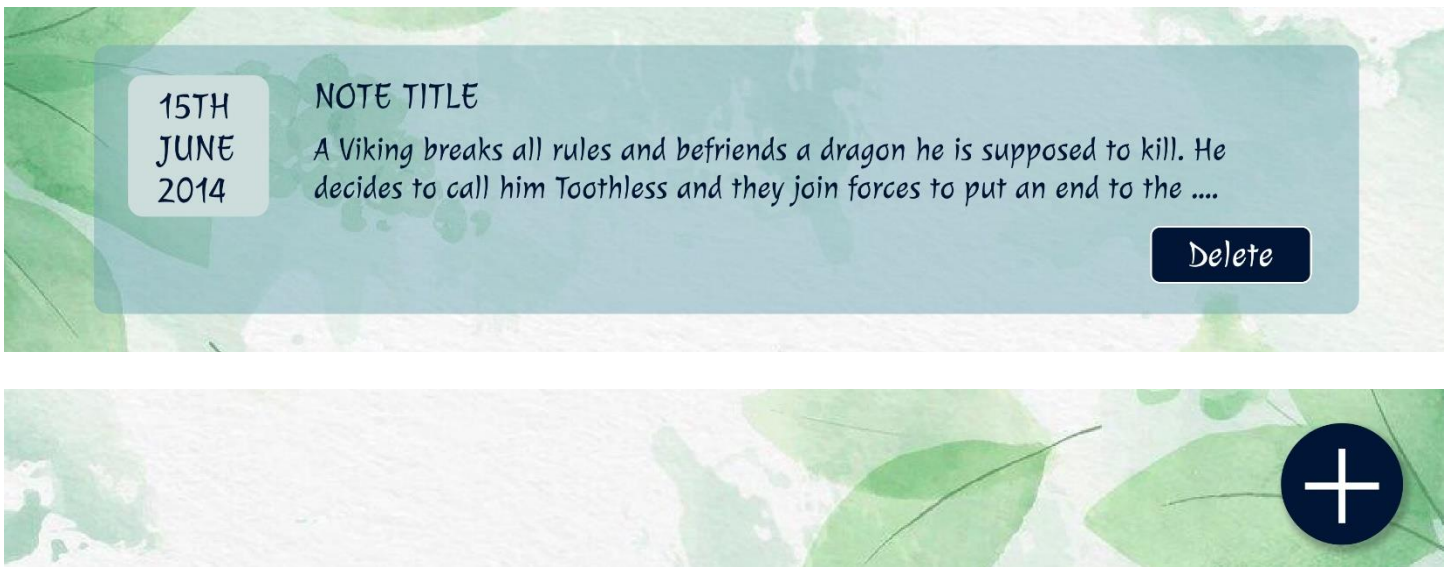 15TH
JUNE
2014
NOTE TITLE
A Viking breaks all rules and befriends a dragon he is supposed to kill. He
decides to call him Toothless and they join forces to put an end to the ....
Delete